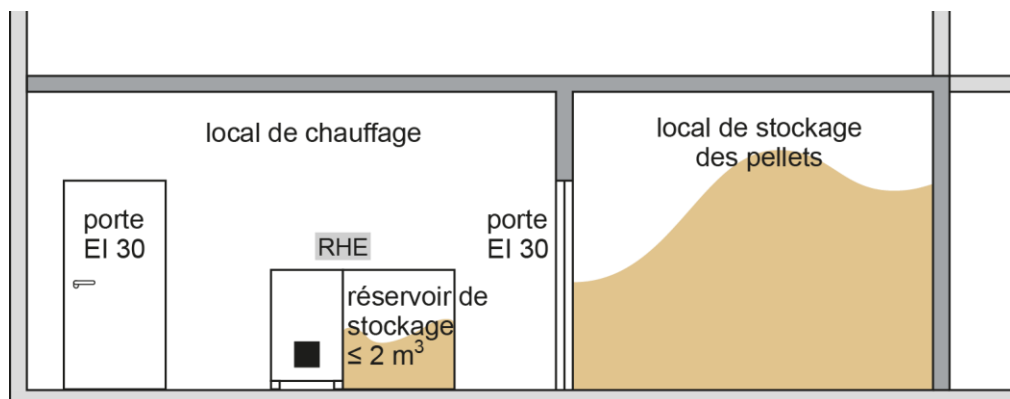 local de chauffage
local de stockage
des pellets
porte
EI 30
RHE
réservoir de
stockage
≤ 2 m³
porte
EI 30